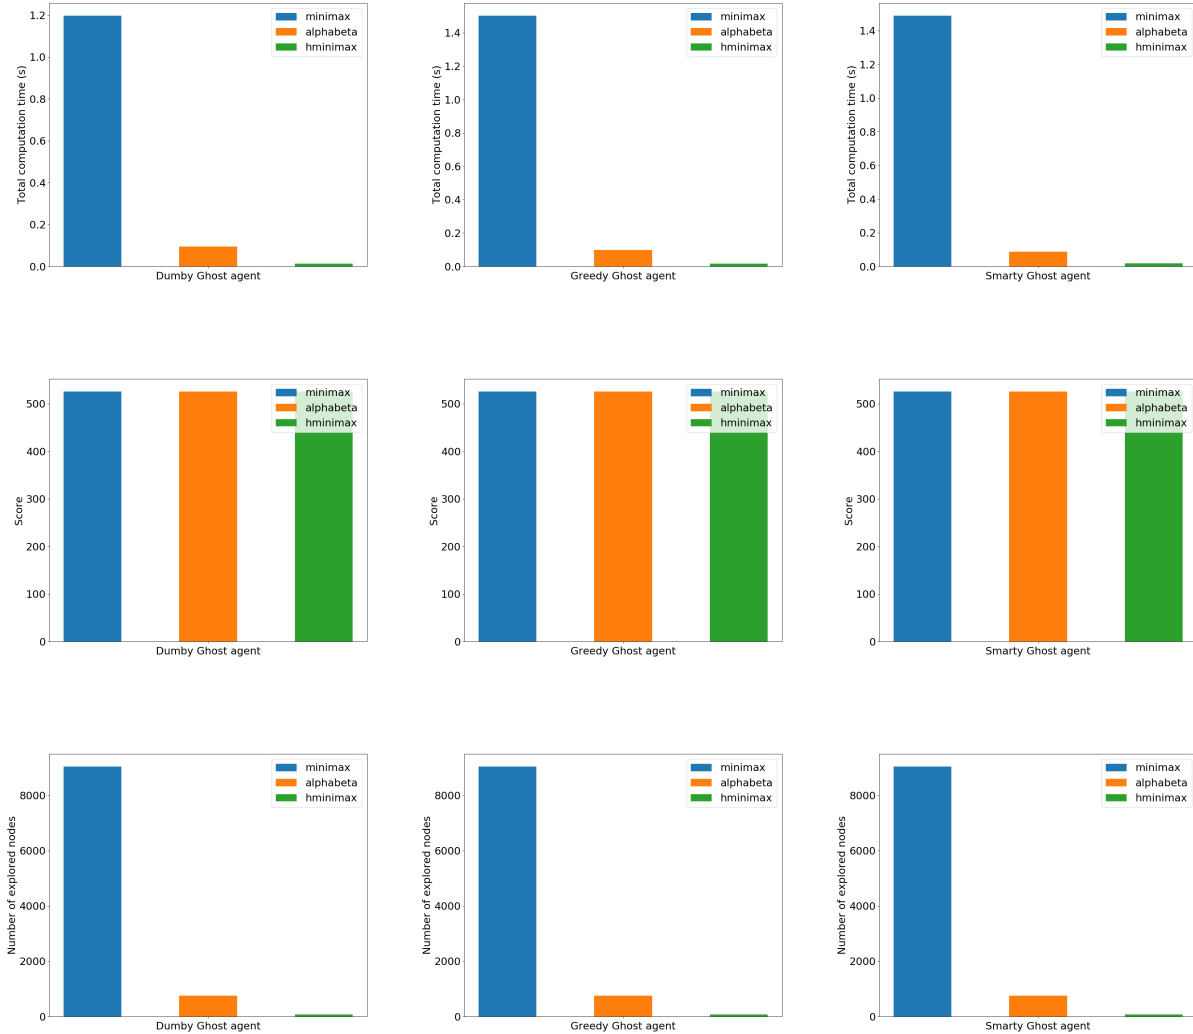 Total computation time (s)
1.2
1.0
0.8
0.6
0.4
0.2
0.0
minimax
alphabeta
hminimax
Dumby Ghost agent
Total computation time (s)
1.4
1.2
1.0
0.8
0.6
0.4
0.2
0.0
minimax
alphabeta
hminimax
Greedy Ghost agent
Total computation time (s)
1.4
1.2
1.0
0.8
0.6
0.4
0.2
0.0
minimax
alphabeta
hminimax
Smarty Ghost agent
Score
500
400
300
200
100
0
minimax
alphabeta
hminimax
Dumby Ghost agent
Score
500
400
300
200
100
0
minimax
alphabeta
hminimax
Greedy Ghost agent
Score
500
400
300
200
100
0
minimax
alphabeta
hminimax
Smarty Ghost agent
Number of explored nodes
8000
6000
4000
2000
0
minimax
alphabeta
hminimax
Dumby Ghost agent
Number of explored nodes
8000
6000
4000
2000
0
minimax
alphabeta
hminimax
Greedy Ghost agent
Number of explored nodes
8000
6000
4000
2000
0
minimax
alphabeta
hminimax
Smarty Ghost agent